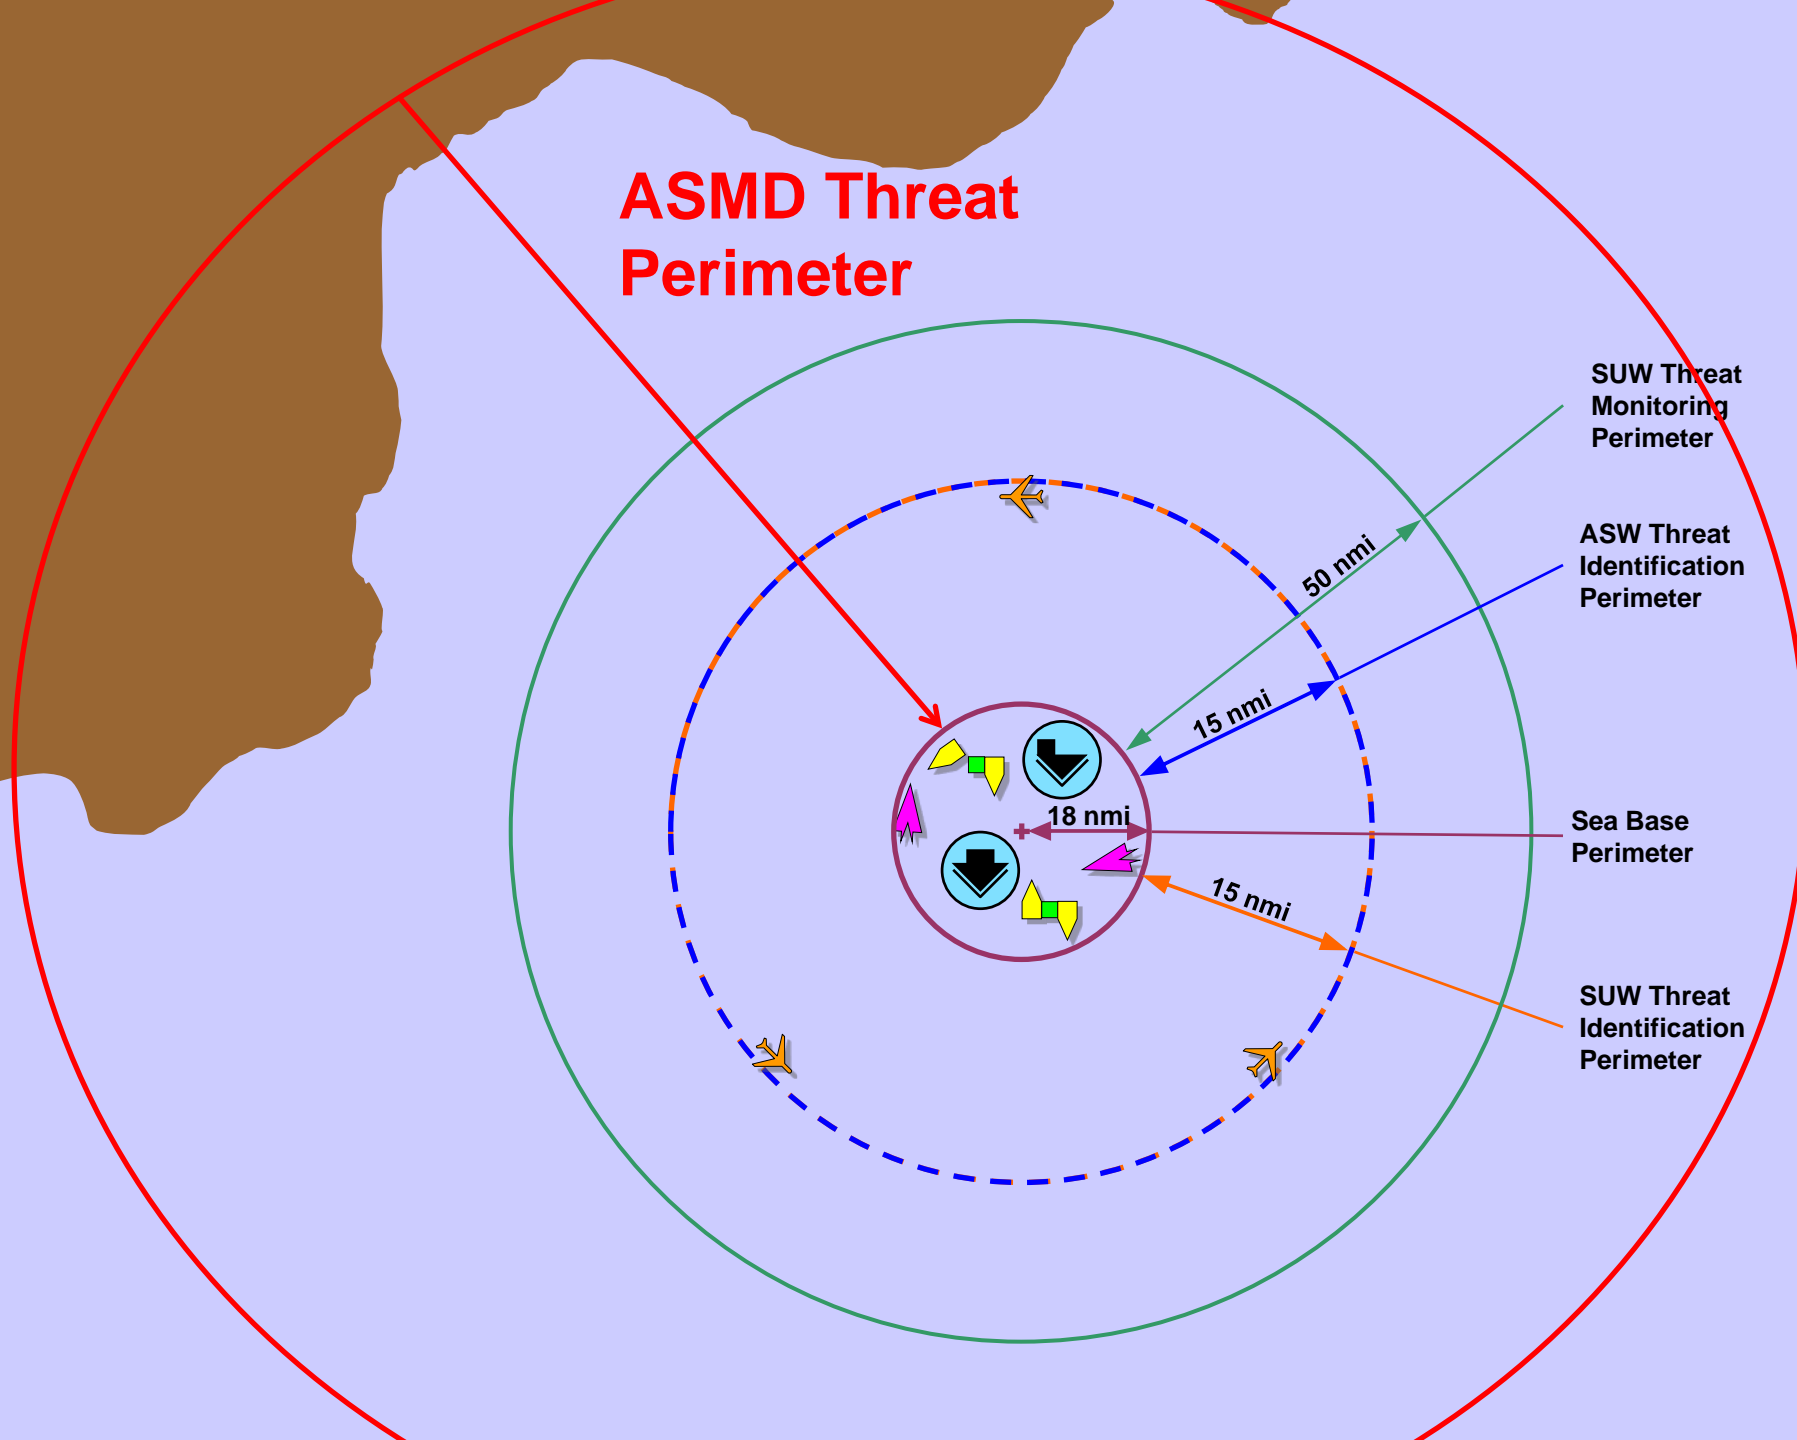 ASMD Threat
Perimeter
SUW Threat
Monitoring
Perimeter
50 nmi
ASW Threat
Identification
Perimeter
15 nmi
18 nmi
Sea Base
Perimeter
15 nmi
SUW Threat
Identification
Perimeter